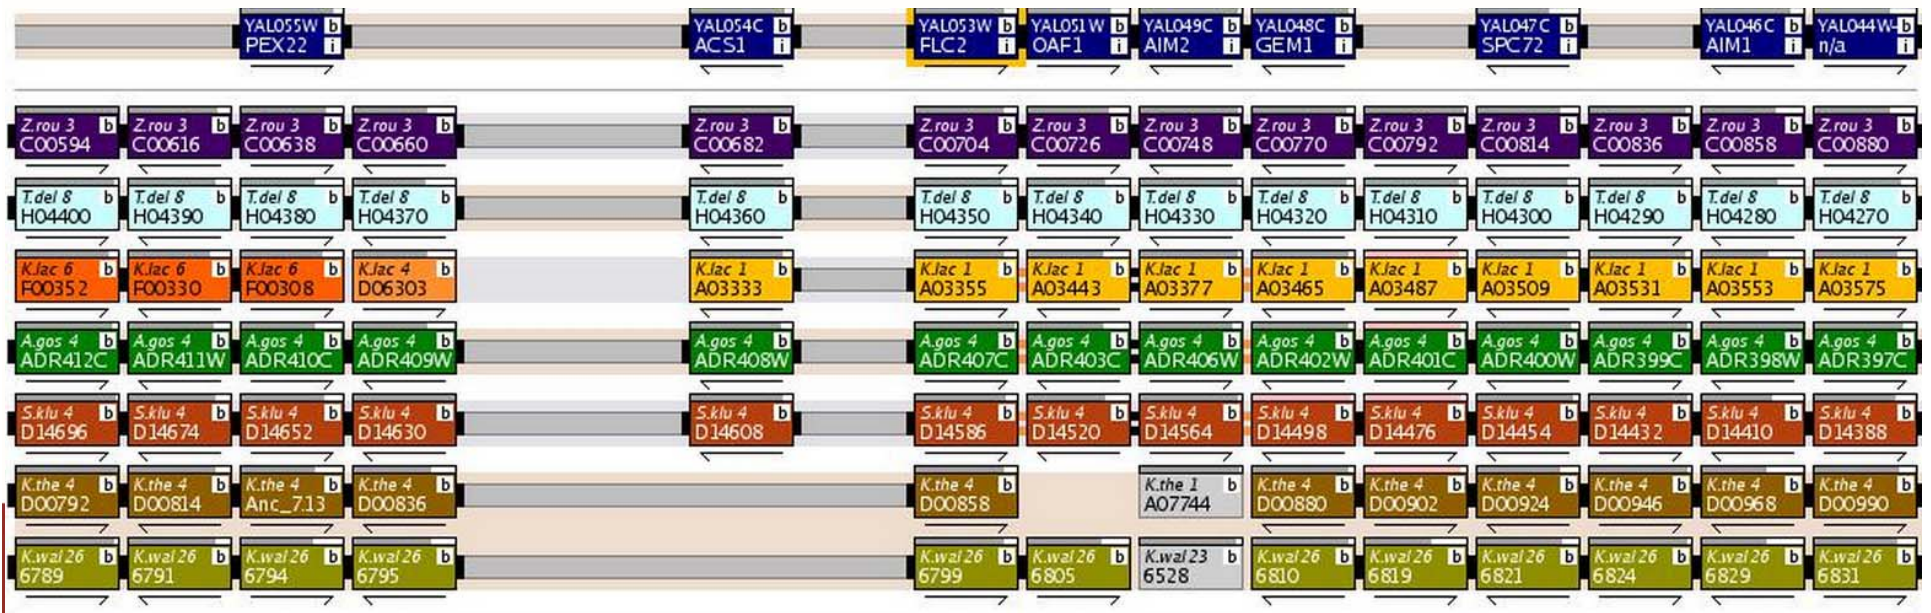 YAL055W b YAL054C b YAL053W b YAL051W b YAL049C b YAL048C b YAL047C b YAL046C b YAL044W- b
PEX22 i ACS1 i FLC2 i OAF1 i AIM2 i GEM1 i SPC72 i AIM1 i n/a i
Z.rou 3 b Z.rou 3 b Z.rou 3 b Z.rou 3 b Z.rou 3 b Z.rou 3 b Z.rou 3 b Z.rou 3 b Z.rou 3 b Z.rou 3 b Z.rou 3 b Z.rou 3 b Z.rou 3 b Z.rou 3 b
C00594 C00616 C00638 C00660 C00682 C00704 C00726 C00748 C00770 C00792 C00814 C00836 C00858 C00880
T.del 8 b T.del 8 b T.del 8 b T.del 8 b T.del 8 b T.del 8 b T.del 8 b T.del 8 b T.del 8 b T.del 8 b T.del 8 b T.del 8 b T.del 8 b T.del 8 b
H04400 H04390 H04380 H04370 H04360 H04350 H04340 H04330 H04320 H04310 H04300 H04290 H04280 H04270
K.lac 6 b K.lac 6 b K.lac 6 b K.lac 4 b K.lac 1 b K.lac 1 b K.lac 1 b K.lac 1 b K.lac 1 b K.lac 1 b K.lac 1 b K.lac 1 b K.lac 1 b K.lac 1 b
F00352 F00330 F00308 D06303 A03333 A03355 A03443 A03377 A03465 A03487 A03509 A03531 A03553 A03575
A.gos 4 b A.gos 4 b A.gos 4 b A.gos 4 b A.gos 4 b A.gos 4 b A.gos 4 b A.gos 4 b A.gos 4 b A.gos 4 b A.gos 4 b A.gos 4 b A.gos 4 b A.gos 4 b
ADR412C ADR411W ADR410C ADR409W ADR408W ADR407C ADR403C ADR406W ADR402W ADR401C ADR400W ADR399C ADR398W ADR397C
S.klu 4 b S.klu 4 b S.klu 4 b S.klu 4 b S.klu 4 b S.klu 4 b S.klu 4 b S.klu 4 b S.klu 4 b S.klu 4 b S.klu 4 b S.klu 4 b S.klu 4 b S.klu 4 b
D14696 D14674 D14652 D14630 D14608 D14586 D14520 D14564 D14498 D14476 D14454 D14432 D14410 D14388
K.the 4 b K.the 4 b K.the 4 b K.the 4 b K.the 4 b K.the 1 b K.the 4 b K.the 4 b K.the 4 b K.the 4 b K.the 4 b K.the 4 b
D00792 D00814 Anc_7.13 D00836 D00858 A07744 D00880 D00902 D00924 D00946 D00968 D00990
K.wal 26 b K.wal 26 b K.wal 26 b K.wal 26 b K.wal 26 b K.wal 26 b K.wal 23 b K.wal 26 b K.wal 26 b K.wal 26 b K.wal 26 b K.wal 26 b K.wal 26 b
6789 6791 6794 6795 6799 6805 6528 6810 6819 6821 6824 6829 6831